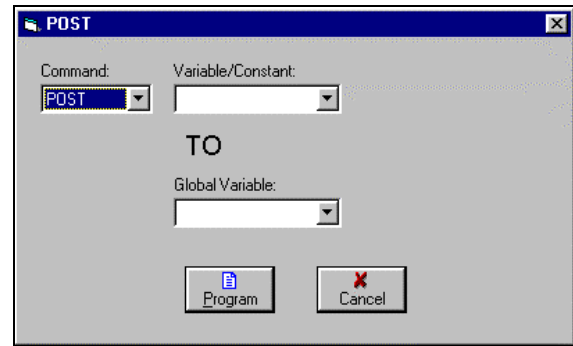 POST
Command: Variable/Constant:
POST
TO
Global Variable:
Program Cancel